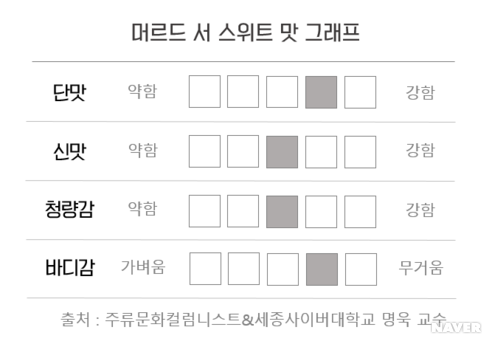 머르드 서 스위트 맛 그래프
단맛 약함 강함
신맛 약함 강함
청량감 약함 강함
바디감 가벼움 무거움
출처 : 주류문화컬럼니스트&세종사이버대학교 명욱 교수
NAVER